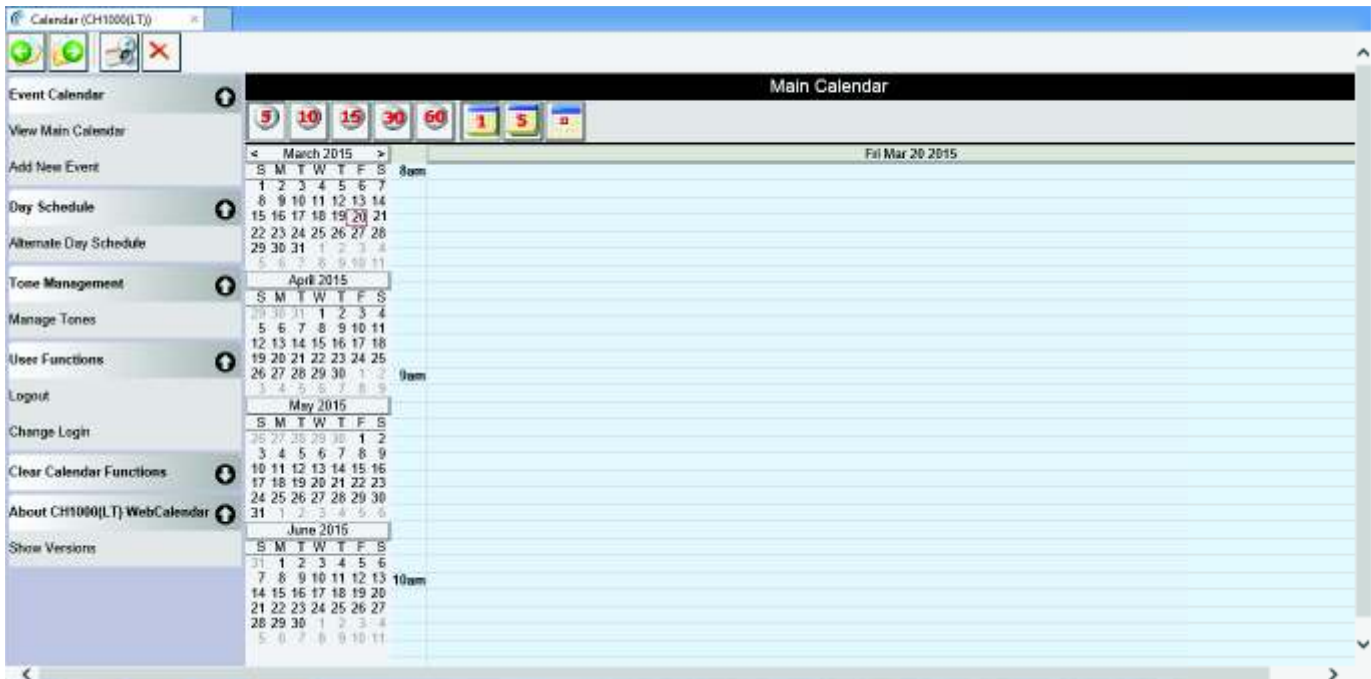 Calendar (CH1000(LT))
Event Calendar
View Main Calendar
Add New Event
Day Schedule
Alternate Day Schedule
Tone Management
Manage Tones
User Functions
Logout
Change Login
Clear Calendar Functions
About CH1000(LT) WebCalendar
Show Versions
Main Calendar
5 10 15 30 60 1 5
< March 2015 >
S M T W T F S
1 2 3 4 5 6 7
8 9 10 11 12 13 14
15 16 17 18 19 20 21
22 23 24 25 26 27 28
29 30 31 1 2 3 4
5 6 7 8 9 10 11
April 2015
S M T W T F S
29 30 31 1 2 3 4
5 6 7 8 9 10 11
12 13 14 15 16 17 18
19 20 21 22 23 24 25
26 27 28 29 30 1 2
3 4 5 6 7 8 9
May 2015
S M T W T F S
26 27 28 29 30 1 2
3 4 5 6 7 8 9
10 11 12 13 14 15 16
17 18 19 20 21 22 23
24 25 26 27 28 29 30
31 1 2 3 4 5 6
June 2015
S M T W T F S
31 1 2 3 4 5 6
7 8 9 10 11 12 13
14 15 16 17 18 19 20
21 22 23 24 25 26 27
28 29 30 1 2 3 4
5 6 7 8 9 10 11
Fri Mar 20 2015
8am
9am
10am